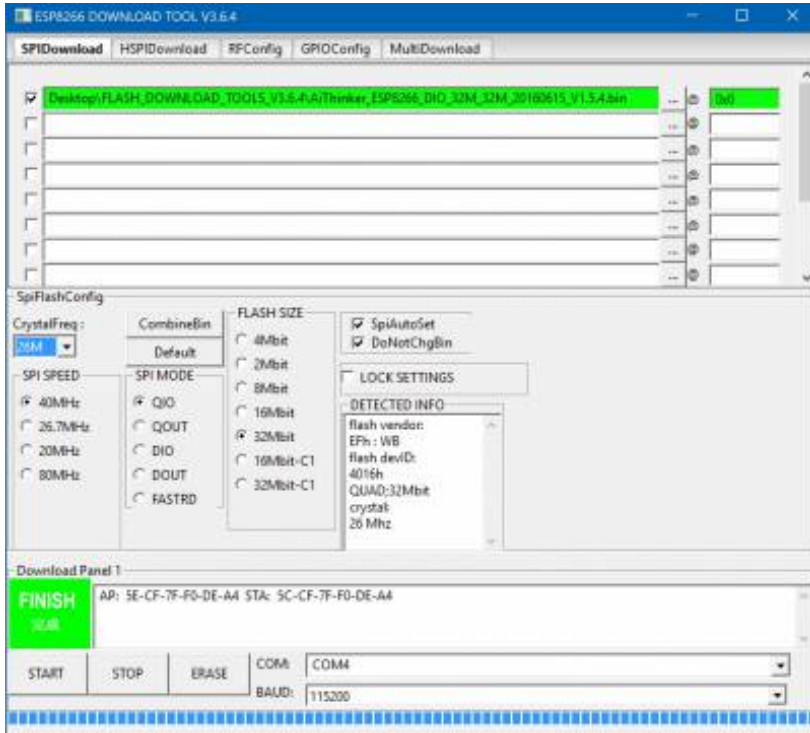 ESP8266 DOWNLOAD TOOL V3.6.4
SPIDownload HSPIDownload RFConfig GPIOConfig MultiDownload
Desktop\FLASH_DOWNLOAD_TOOLS_V3.6.4\AiThinker_ESP8266_DIO_32M_32M_20160615_V1.5.4.bin ... @ 0x0
... @
... @
... @
... @
... @
... @
... @
SpiFlashConfig
CrystalFreq :
26M
CombineBin
Default
SPI SPEED
40MHz
26.7MHz
20MHz
80MHz
SPI MODE
QIO
QOUT
DIO
DOUT
FASTRD
FLASH SIZE
4Mbit
2Mbit
8Mbit
16Mbit
32Mbit
16Mbit-C1
32Mbit-C1
SpiAutoSet
DoNotChgBin
LOCK SETTINGS
DETECTED INFO
flash vendor:
EFh : WB
flash devID:
4016h
QUAD;32Mbit
crystal:
26 Mhz
Download Panel 1
FINISH
完成
AP: 5E-CF-7F-F0-DE-A4 STA: 5C-CF-7F-F0-DE-A4
START STOP ERASE
COM: COM4
BAUD: 115200